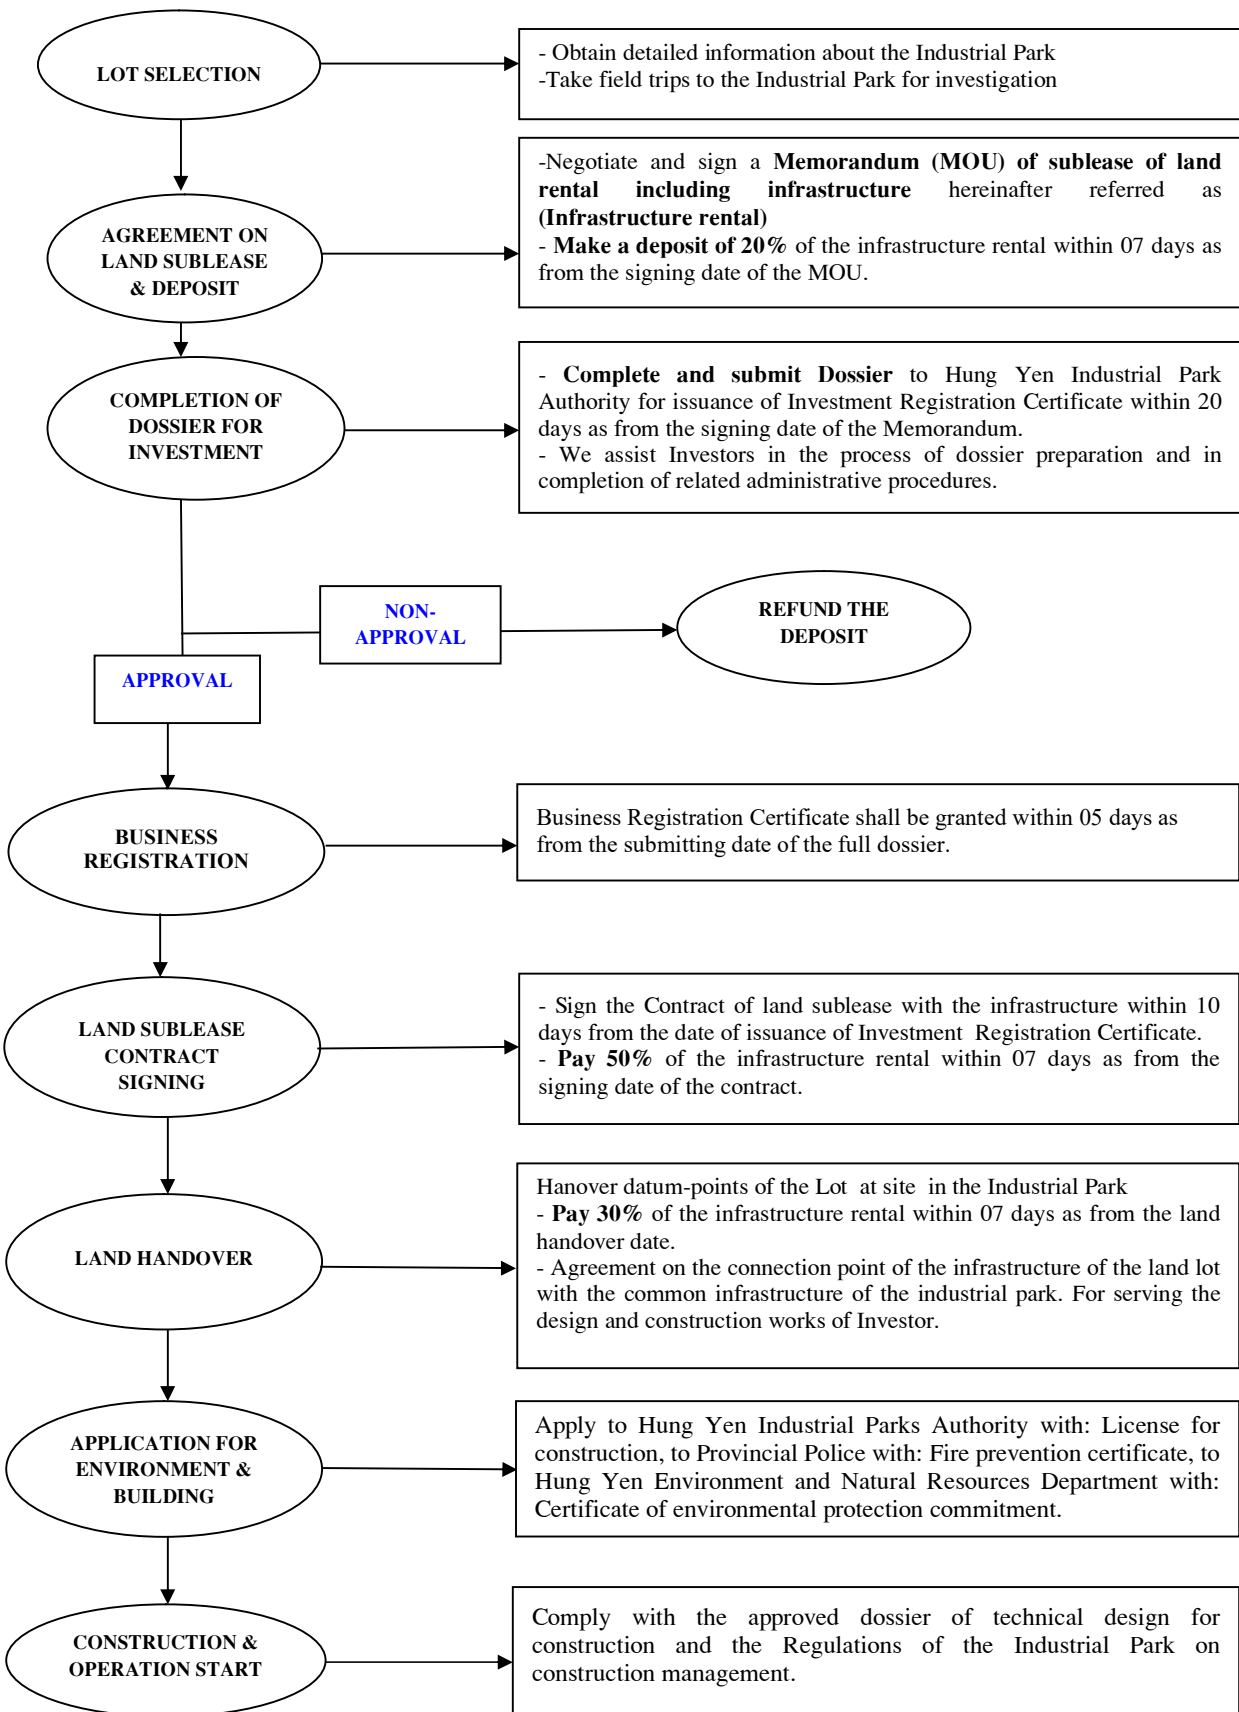 LOT SELECTION
- Obtain detailed information about the Industrial Park
-Take field trips to the Industrial Park for investigation
AGREEMENT ON
LAND SUBLEASE
& DEPOSIT
-Negotiate and sign a Memorandum (MOU) of sublease of land
rental including infrastructure hereinafter referred as
(Infrastructure rental)
- Make a deposit of 20% of the infrastructure rental within 07 days as
from the signing date of the MOU.
COMPLETION OF
DOSSIER FOR
INVESTMENT
- Complete and submit Dossier to Hung Yen Industrial Park
Authority for issuance of Investment Registration Certificate within 20
days as from the signing date of the Memorandum.
- We assist Investors in the process of dossier preparation and in
completion of related administrative procedures.
NON-
APPROVAL
REFUND THE
DEPOSIT
APPROVAL
BUSINESS
REGISTRATION
Business Registration Certificate shall be granted within 05 days as
from the submitting date of the full dossier.
LAND SUBLEASE
CONTRACT
SIGNING
- Sign the Contract of land sublease with the infrastructure within 10
days from the date of issuance of Investment Registration Certificate.
- Pay 50% of the infrastructure rental within 07 days as from the
signing date of the contract.
LAND HANDOVER
Hanover datum-points of the Lot at site in the Industrial Park
- Pay 30% of the infrastructure rental within 07 days as from the land
handover date.
- Agreement on the connection point of the infrastructure of the land lot
with the common infrastructure of the industrial park. For serving the
design and construction works of Investor.
APPLICATION FOR
ENVIRONMENT &
BUILDING
Apply to Hung Yen Industrial Parks Authority with: License for
construction, to Provincial Police with: Fire prevention certificate, to
Hung Yen Environment and Natural Resources Department with:
Certificate of environmental protection commitment.
CONSTRUCTION &
OPERATION START
Comply with the approved dossier of technical design for
construction and the Regulations of the Industrial Park on
construction management.